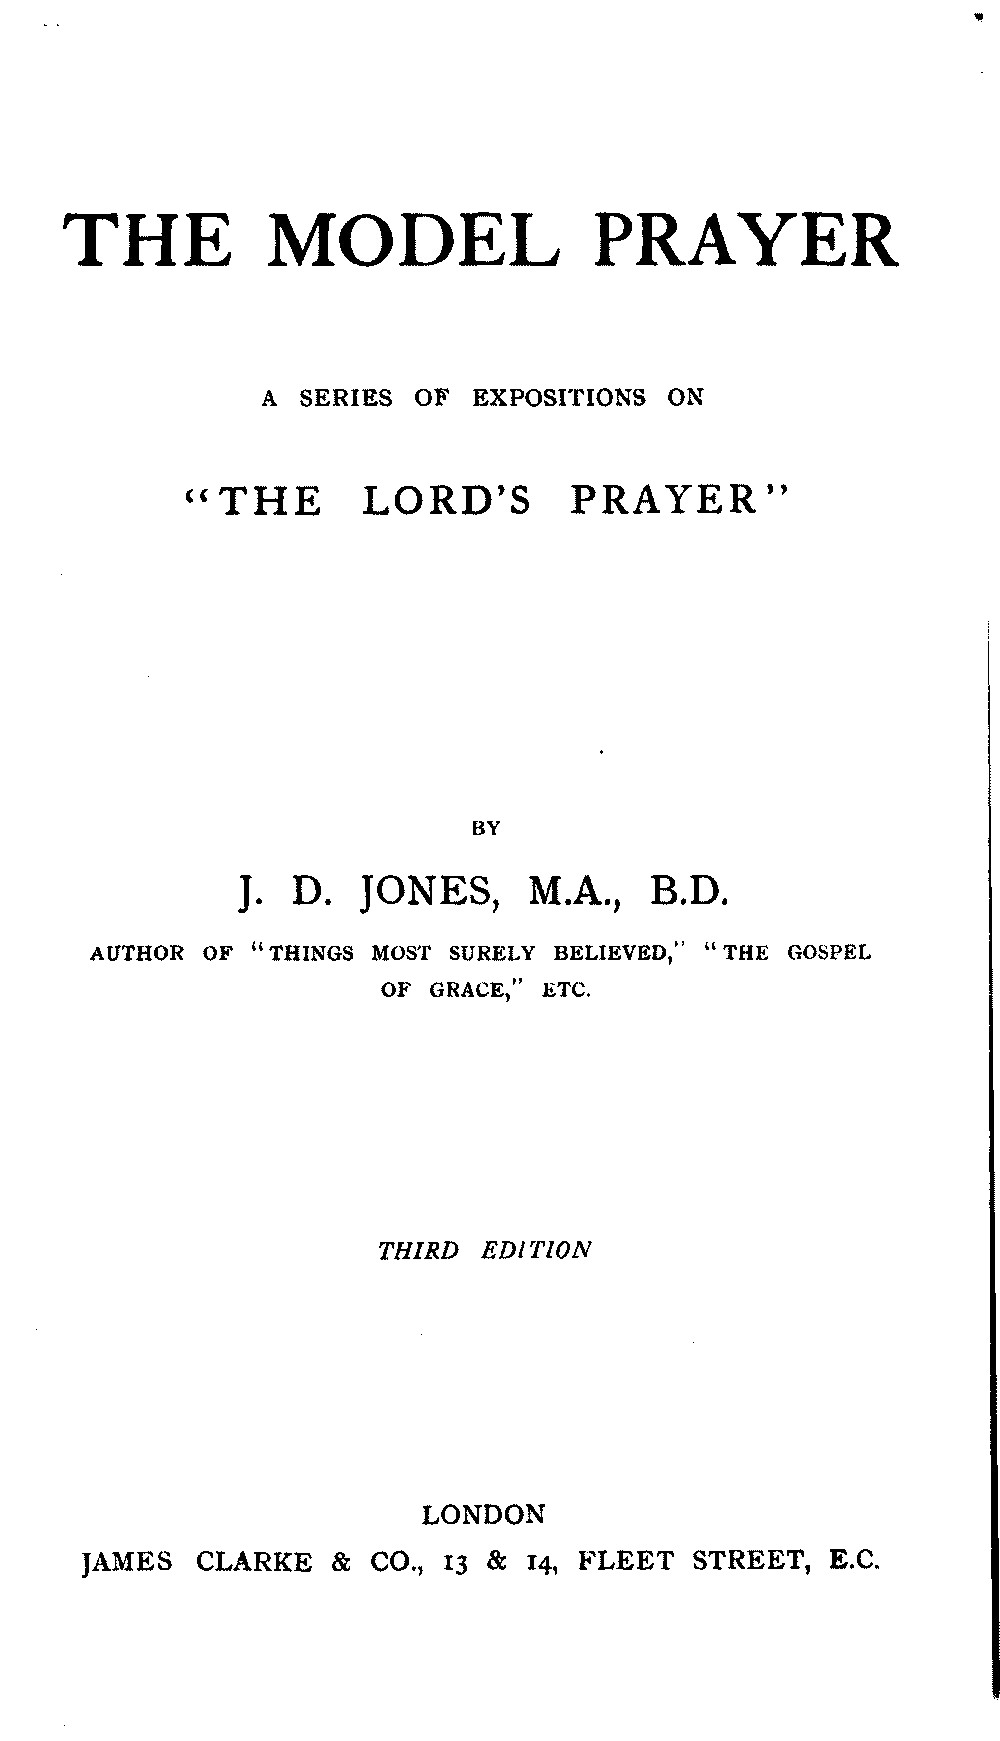 THE MODEL PRAYER
A SERIES OF EXPOSITIONS ON
"THE LORD'S PRAYER"
BY
J. D. JONES, M.A., B.D.
AUTHOR OF "THINGS MOST SURELY BELIEVED," "THE GOSPEL
OF GRACE," ETC.
THIRD EDITION
LONDON
JAMES CLARKE & CO., 13 & 14, FLEET STREET, E.C.